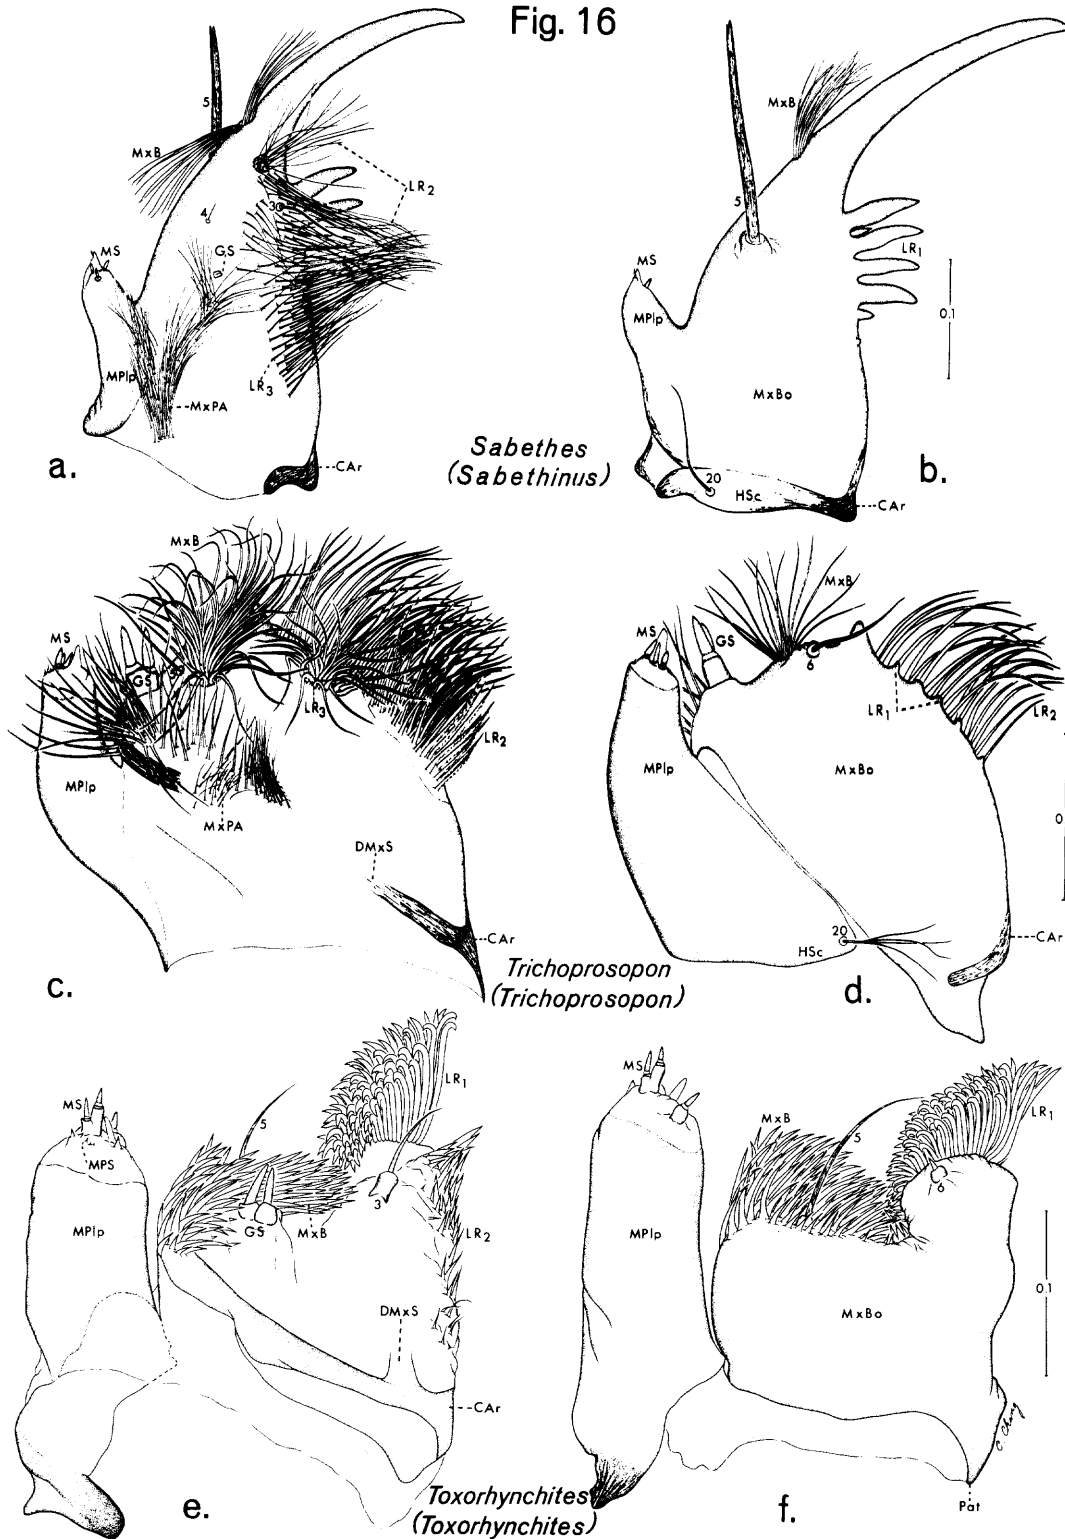 Fig. 16
5
MxB
LR2
4
3
GS
MS
MPlp
LR3
MxPA
CAr
a.
MxB
5
MS
LR1
MPlp
0.1
MxBo
20
HSc
CAr
b.
Sabethes
(Sabethinus)
MxB
MS
GS
LR3
LR2
MPlp
MxPA
DMxS
CAr
c.
MxB
MS
GS
6
LR1
LR2
MPlp
MxBo
0
20
HSc
CAr
d.
Trichoprosopon
(Trichoprosopon)
LR1
MS
5
MPS
3
GS
MxB
LR2
MPlp
DMxS
CAr
e.
MS
MxB
5
LR1
6
MPlp
0.1
MxBo
C. Chang
Pat
f.
Toxorhynchites
(Toxorhynchites)